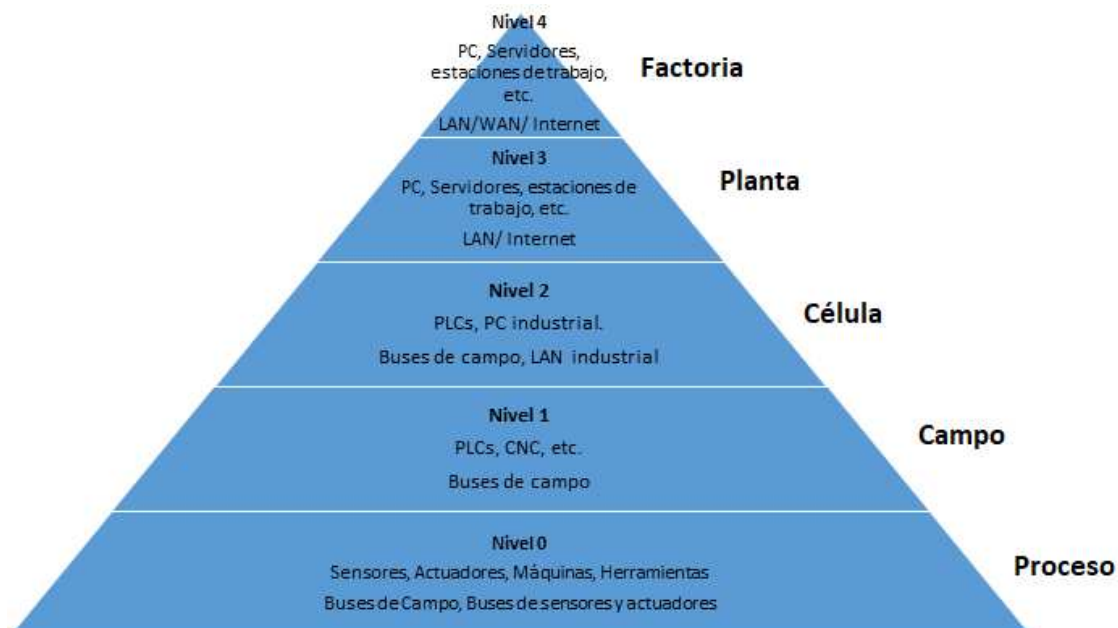 Nivel 4
PC, Servidores,
estaciones de trabajo,
etc.
LAN/WAN/ Internet
Factoria
Nivel 3
PC, Servidores, estaciones de
trabajo, etc.
LAN/ Internet
Planta
Nivel 2
PLCs, PC industrial.
Buses de campo, LAN industrial
Célula
Nivel 1
PLCs, CNC, etc.
Buses de campo
Campo
Nivel 0
Sensores, Actuadores, Máquinas, Herramientas
Buses de Campo, Buses de sensores y actuadores
Proceso